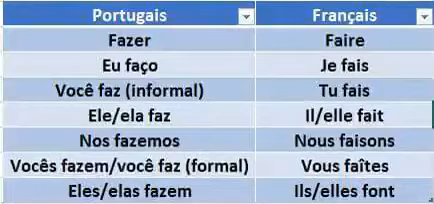 Portugais Français
Fazer Faire
Eu faço Je fais
Você faz (informal) Tu fais
Ele/ela faz Il/elle fait
Nos fazemos Nous faisons
Vocês fazem/você faz (formal) Vous faîtes
Eles/elas fazem Ils/elles font